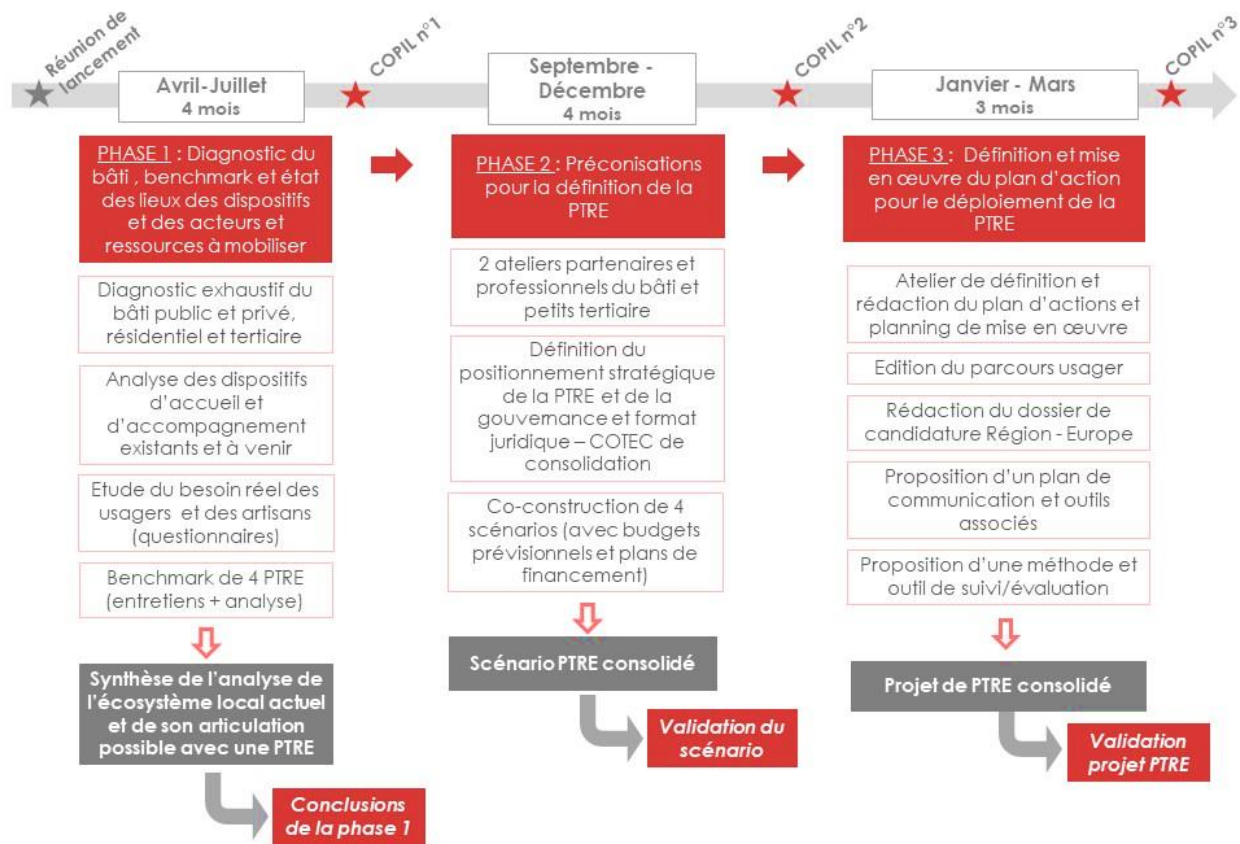 Réunion de
lancement
COPIL n°1
COPIL n°2
COPIL n°3
Avril-Juillet
4 mois
Septembre -
Décembre
4 mois
Janvier - Mars
3 mois
PHASE 1 : Diagnostic du
bâti , benchmark et état
des lieux des dispositifs
et des acteurs et
ressources à mobiliser
Diagnostic exhaustif du
bâti public et privé,
résidentiel et tertiaire
Analyse des dispositifs
d'accueil et
d'accompagnement
existants et à venir
Etude du besoin réel des
usagers et des artisans
(questionnaires)
Benchmark de 4 PTRE
(entretiens + analyse)
Synthèse de l'analyse de
l'écosystème local actuel
et de son articulation
possible avec une PTRE
Conclusions
de la phase 1
PHASE 2 : Préconisations
pour la définition de la
PTRE
2 ateliers partenaires et
professionnels du bâti et
petits tertiaire
Définition du
positionnement stratégique
de la PTRE et de la
gouvernance et format
juridique – COTEC de
consolidation
Co-construction de 4
scénarios (avec budgets
prévisionnels et plans de
financement)
Scénario PTRE consolidé
Validation du
scénario
PHASE 3 : Définition et mise
en œuvre du plan d'action
pour le déploiement de la
PTRE
Atelier de définition et
rédaction du plan d'actions et
planning de mise en œuvre
Edition du parcours usager
Rédaction du dossier de
candidature Région - Europe
Proposition d'un plan de
communication et outils
associés
Proposition d'une méthode et
outil de suivi/évaluation
Projet de PTRE consolidé
Validation
projet PTRE